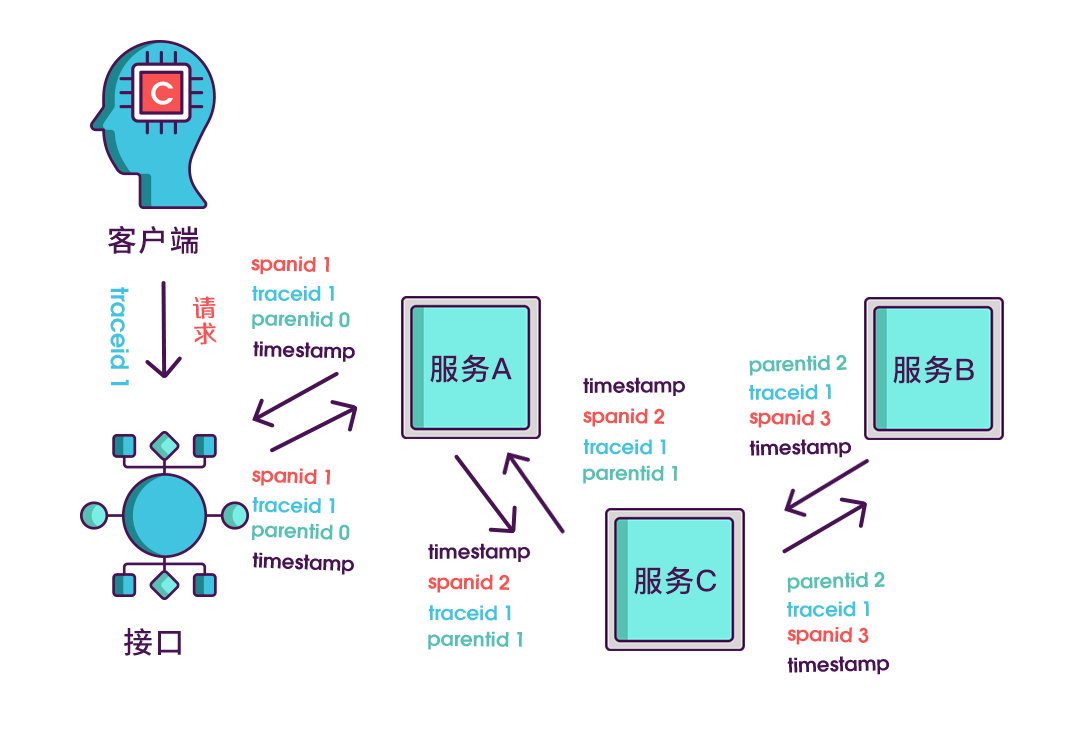 C
客户端
traceid 1
请求
spanid 1
traceid 1
parentid 0
timestamp
服务A
服务B
timestamp
spanid 2
traceid 1
parentid 1
parentid 2
traceid 1
spanid 3
timestamp
spanid 1
traceid 1
parentid 0
timestamp
timestamp
spanid 2
traceid 1
parentid 1
服务C
parentid 2
traceid 1
spanid 3
timestamp
接口